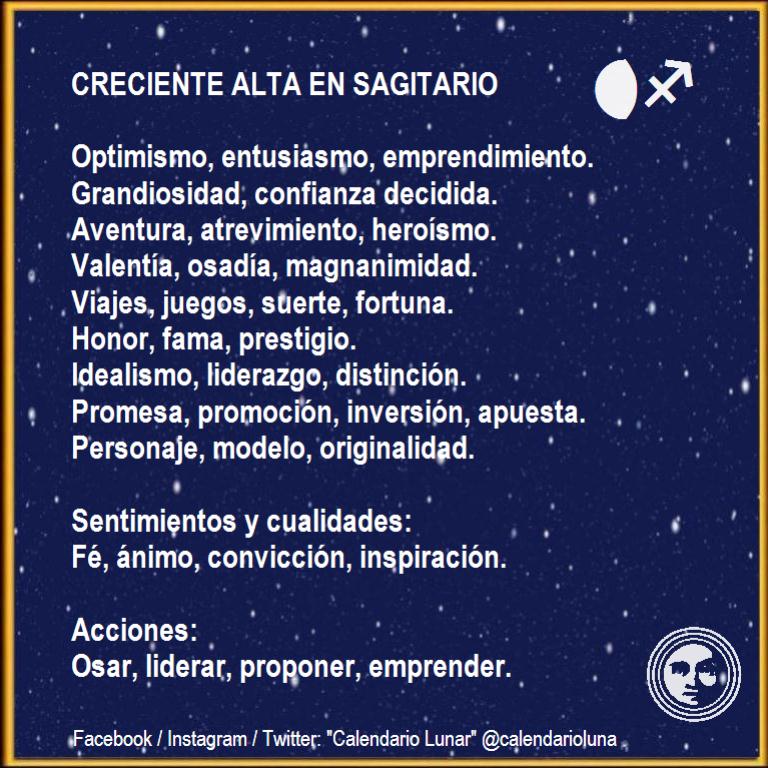 CRECIENTE ALTA EN SAGITARIO
Optimismo, entusiasmo, emprendimiento.
Grandiosidad, confianza decidida.
Aventura, atrevimiento, heroísmo.
Valentía, osadía, magnanimidad.
Viajes, juegos, suerte, fortuna.
Honor, fama, prestigio.
Idealismo, liderazgo, distinción.
Promesa, promoción, inversión, apuesta.
Personaje, modelo, originalidad.
Sentimientos y cualidades:
Fé, ánimo, convicción, inspiración.
Acciones:
Osar, liderar, proponer, emprender.
Facebook / Instagram / Twitter: "Calendario Lunar" @calendarioluna